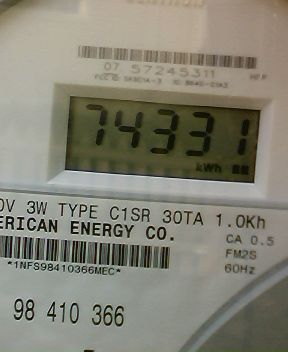 07 57245311
74331
kWh
0V 3W TYPE C1SR 30TA 1.0Kh
ERICAN ENERGY CO.
CA 0.5
FM2S
60Hz
*1NFS98410366MEC*
98 410 366